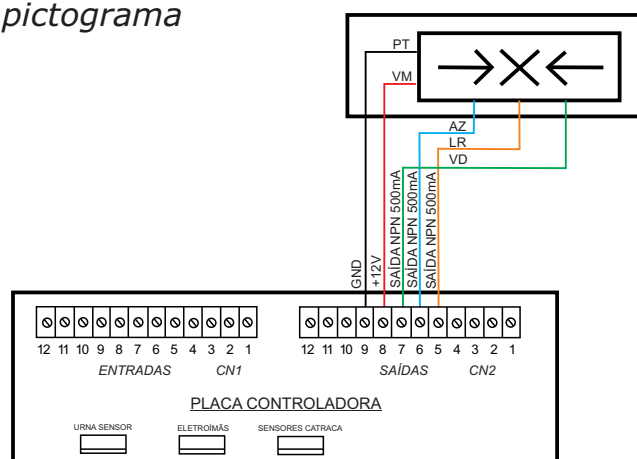 pictograma
PT
VM
AZ
LR
VD
GND
+12V
SAÍDA NPN 500mA
SAÍDA NPN 500mA
SAÍDA NPN 500mA
12 11 10 9 8 7 6 5 4 3 2 1
12 11 10 9 8 7 6 5 4 3 2 1
ENTRADAS CN1
SAÍDAS CN2
PLACA CONTROLADORA
URNA SENSOR
ELETROÍMÃS
SENSORES CATRACA